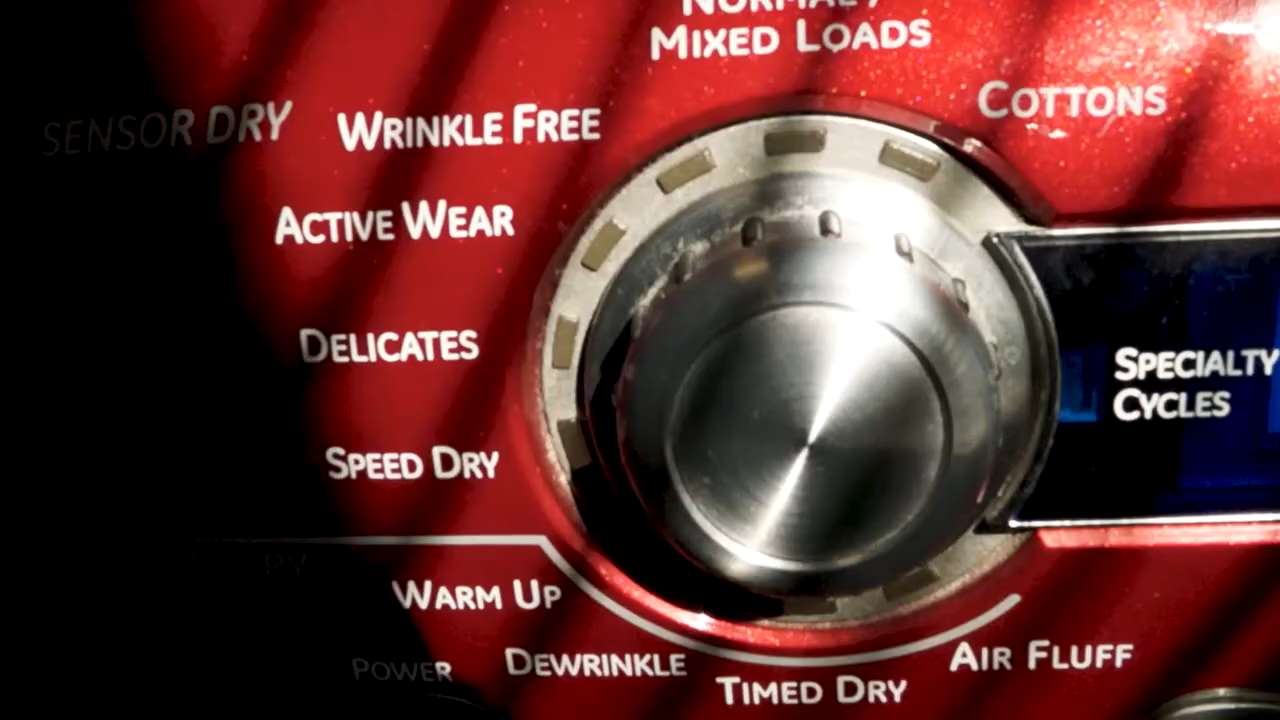 NORMAL /
MIXED LOADS
COTTONS
SENSOR DRY
WRINKLE FREE
ACTIVE WEAR
DELICATES
SPECIALTY
CYCLES
SPEED DRY
WARM UP
POWER
DEWRINKLE
TIMED DRY
AIR FLUFF